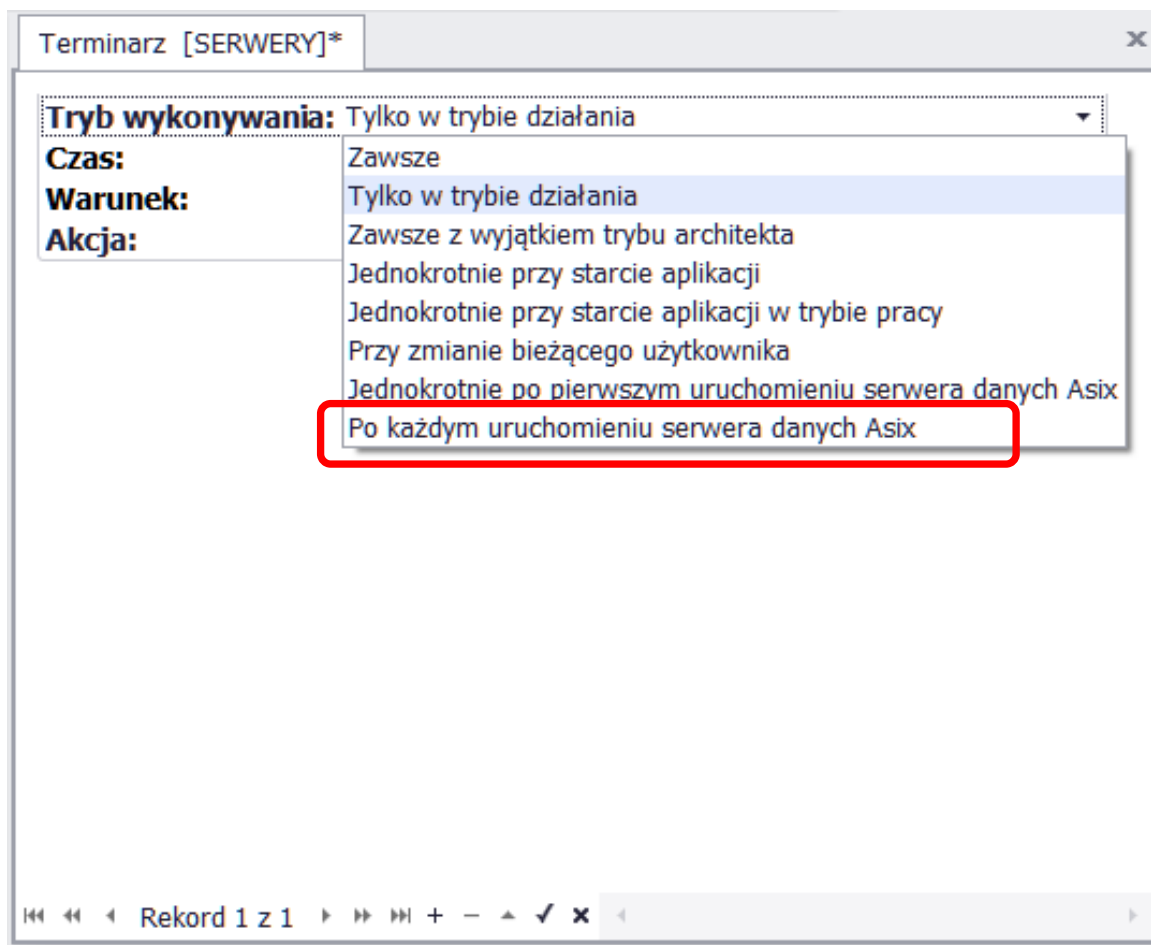 Terminarz [SERWERY]*
Tryb wykonywania: Tylko w trybie działania
Czas:
Zawsze
Warunek:
Tylko w trybie działania
Akcja:
Zawsze z wyjątkiem trybu architekta
Jednokrotnie przy starcie aplikacji
Jednokrotnie przy starcie aplikacji w trybie pracy
Przy zmianie bieżącego użytkownika
Jednokrotnie po pierwszym uruchomieniu serwera danych Asix
Po każdym uruchomieniu serwera danych Asix
Rekord 1 z 1